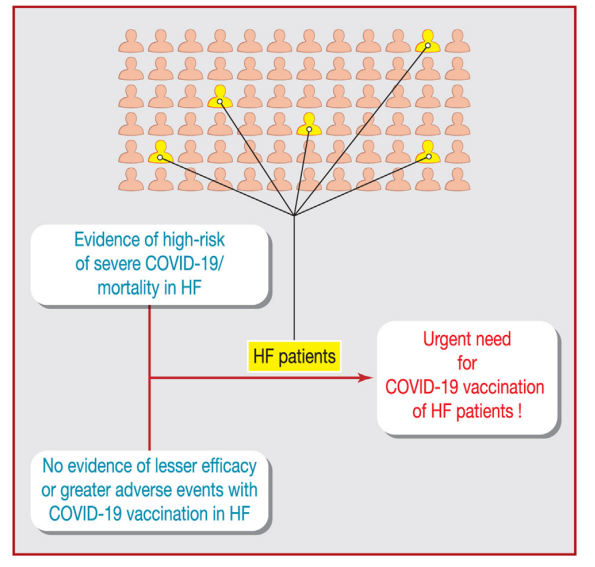 Evidence of high-risk
of severe COVID-19/
mortality in HF
HF patients
Urgent need
for
COVID-19 vaccination
of HF patients !
No evidence of lesser efficacy
or greater adverse events with
COVID-19 vaccination in HF